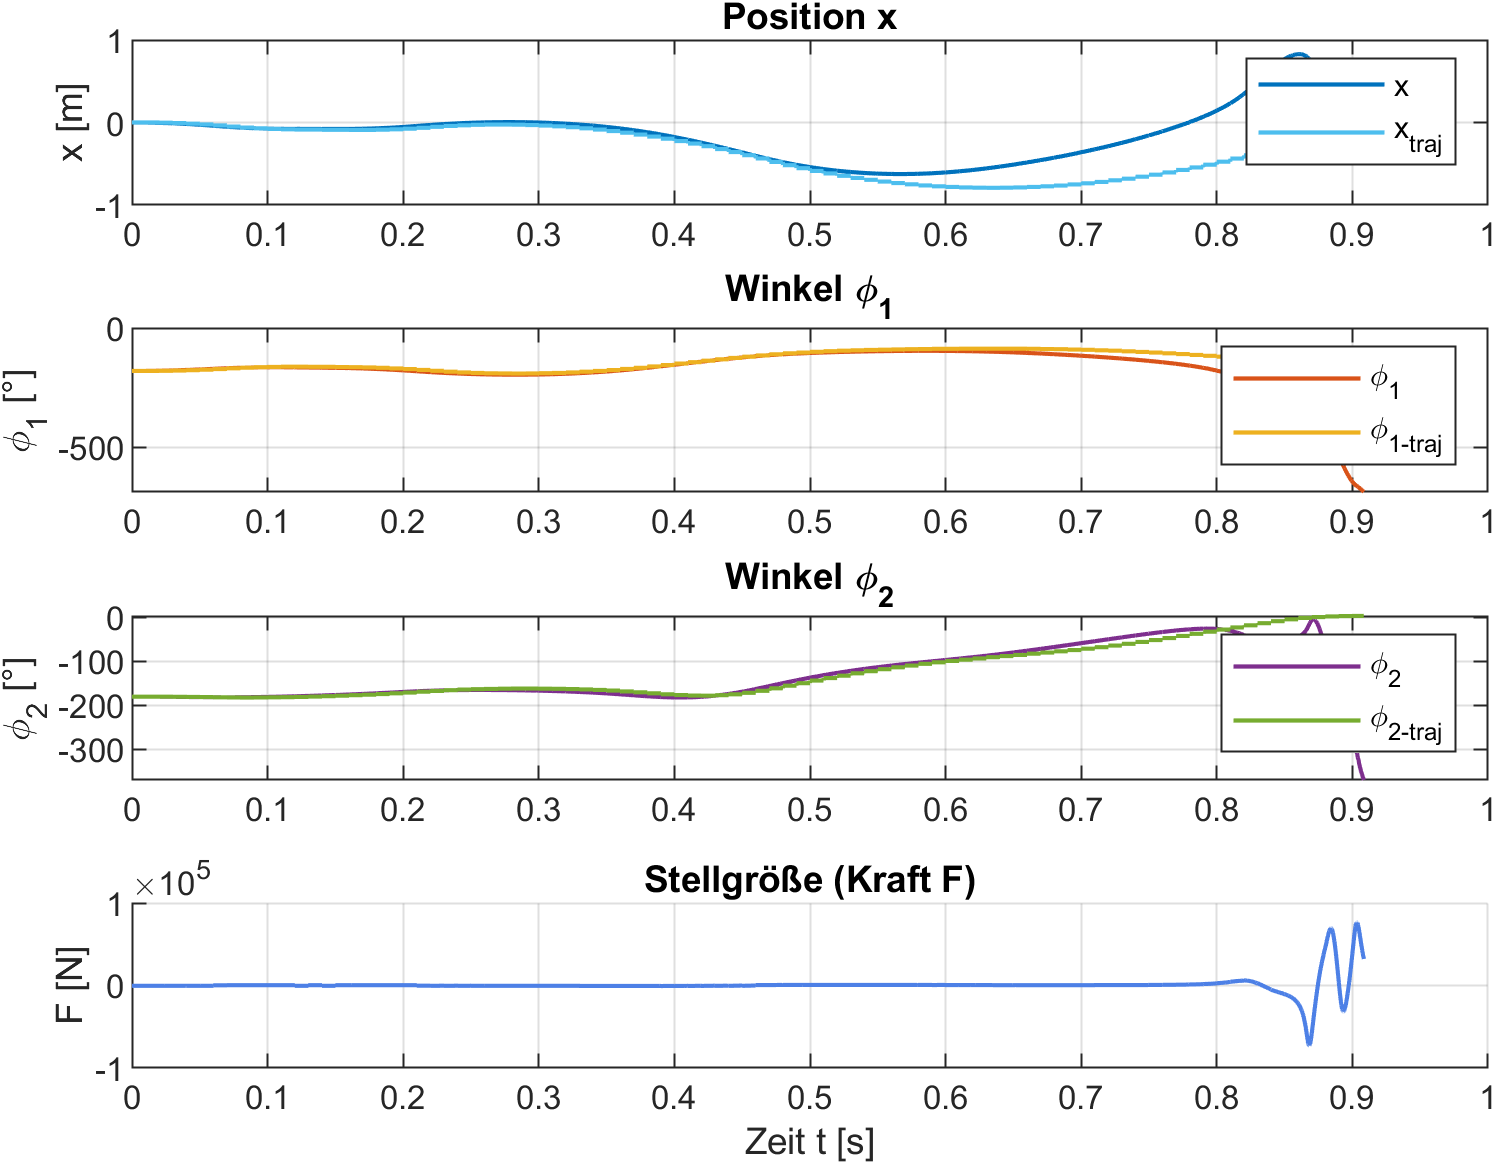 Position x
1
0
-1
x [m]
x
x_traj
0 0.1 0.2 0.3 0.4 0.5 0.6 0.7 0.8 0.9 1
Winkel ϕ_1
0
-500
ϕ_1 [°]
ϕ_1
ϕ_1-traj
0 0.1 0.2 0.3 0.4 0.5 0.6 0.7 0.8 0.9 1
Winkel ϕ_2
0
-100
-200
-300
ϕ_2 [°]
ϕ_2
ϕ_2-traj
0 0.1 0.2 0.3 0.4 0.5 0.6 0.7 0.8 0.9 1
Stellgröße (Kraft F)
×10^5
1
0
-1
F [N]
0 0.1 0.2 0.3 0.4 0.5 0.6 0.7 0.8 0.9 1
Zeit t [s]